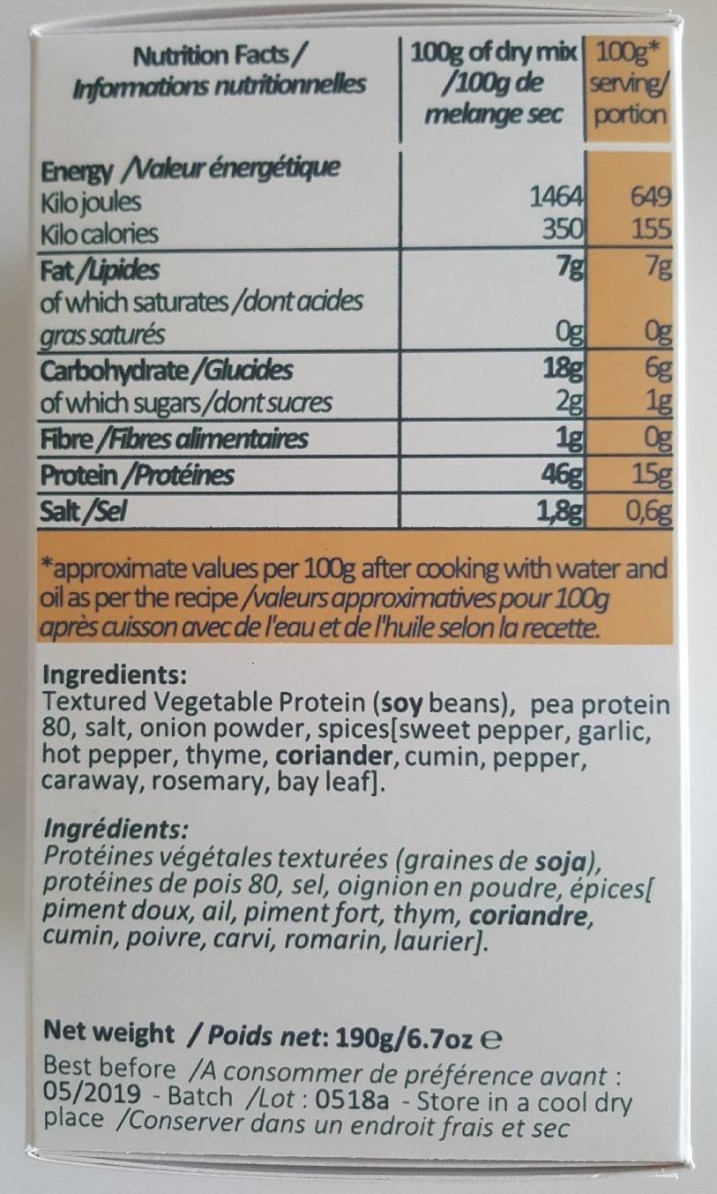 Nutrition Facts / 100g of dry mix 100g*
Informations nutritionnelles /100g de serving/
melange sec portion
Energy /Valeur énergétique
Kilo joules 1464 649
Kilo calories 350 155
Fat /Lipides 7g 7g
of which saturates /dont acides
gras saturés 0g 0g
Carbohydrate /Glucides 18g 6g
of which sugars /dont sucres 2g 1g
Fibre /Fibres alimentaires 1g 0g
Protein /Protéines 46g 15g
Salt /Sel 1,8g 0,6g
*approximate values per 100g after cooking with water and
oil as per the recipe /valeurs approximatives pour 100g
après cuisson avec de l'eau et de l'huile selon la recette.
Ingredients:
Textured Vegetable Protein (soy beans), pea protein
80, salt, onion powder, spices[sweet pepper, garlic,
hot pepper, thyme, coriander, cumin, pepper,
caraway, rosemary, bay leaf].
Ingrédients:
Protéines végétales texturées (graines de soja),
protéines de pois 80, sel, oignion en poudre, épices[
piment doux, ail, piment fort, thym, coriandre,
cumin, poivre, carvi, romarin, laurier].
Net weight / Poids net: 190g/6.7oz e
Best before /A consommer de préférence avant :
05/2019 - Batch /Lot : 0518a - Store in a cool dry
place /Conserver dans un endroit frais et sec